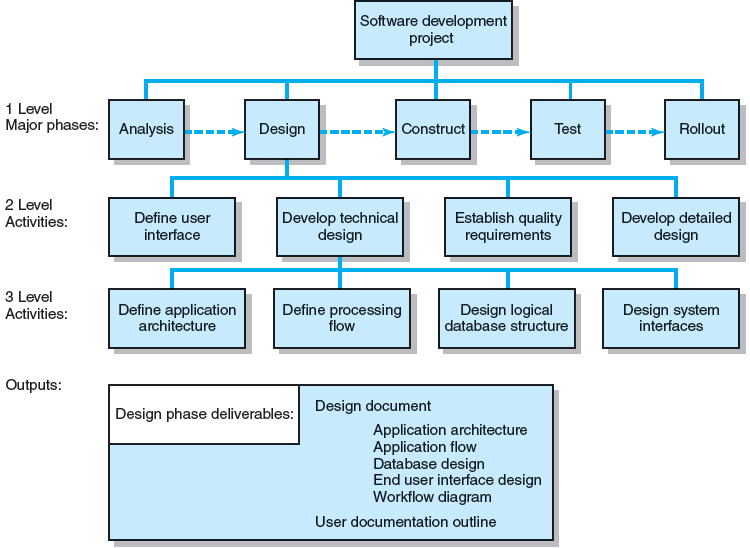 Software development
project
1 Level
Major phases:
Analysis
Design
Construct
Test
Rollout
2 Level
Activities:
Define user
interface
Develop technical
design
Establish quality
requirements
Develop detailed
design
3 Level
Activities:
Define application
architecture
Define processing
flow
Design logical
database structure
Design system
interfaces
Outputs:
Design phase deliverables:
Design document
Application architecture
Application flow
Database design
End user interface design
Workflow diagram
User documentation outline